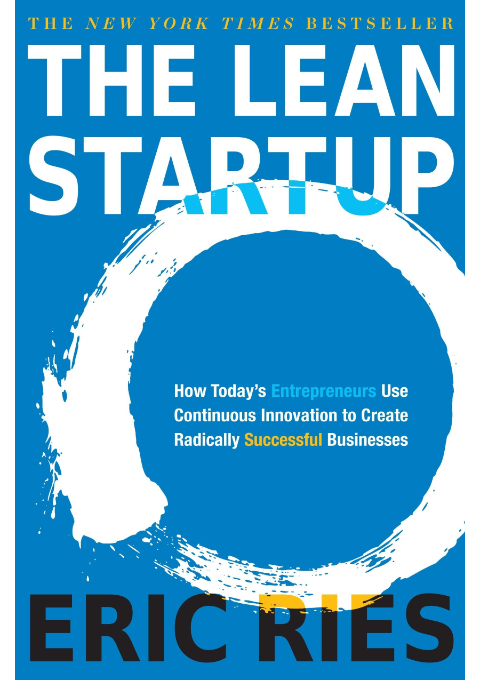 THE NEW YORK TIMES BESTSELLER
THE LEAN
STARTUP
How Today's Entrepreneurs Use
Continuous Innovation to Create
Radically Successful Businesses
ERIC RIES